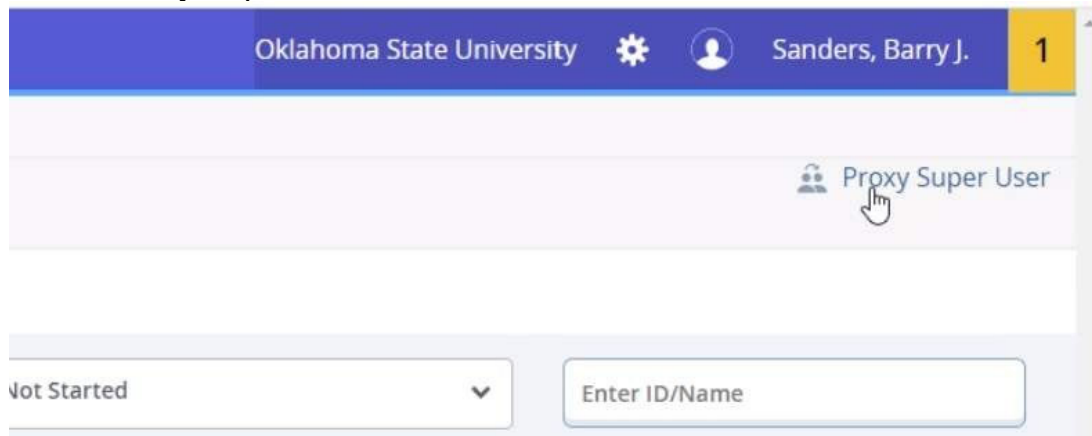 Oklahoma State University Sanders, Barry J. 1
Proxy Super User
Not Started Enter ID/Name